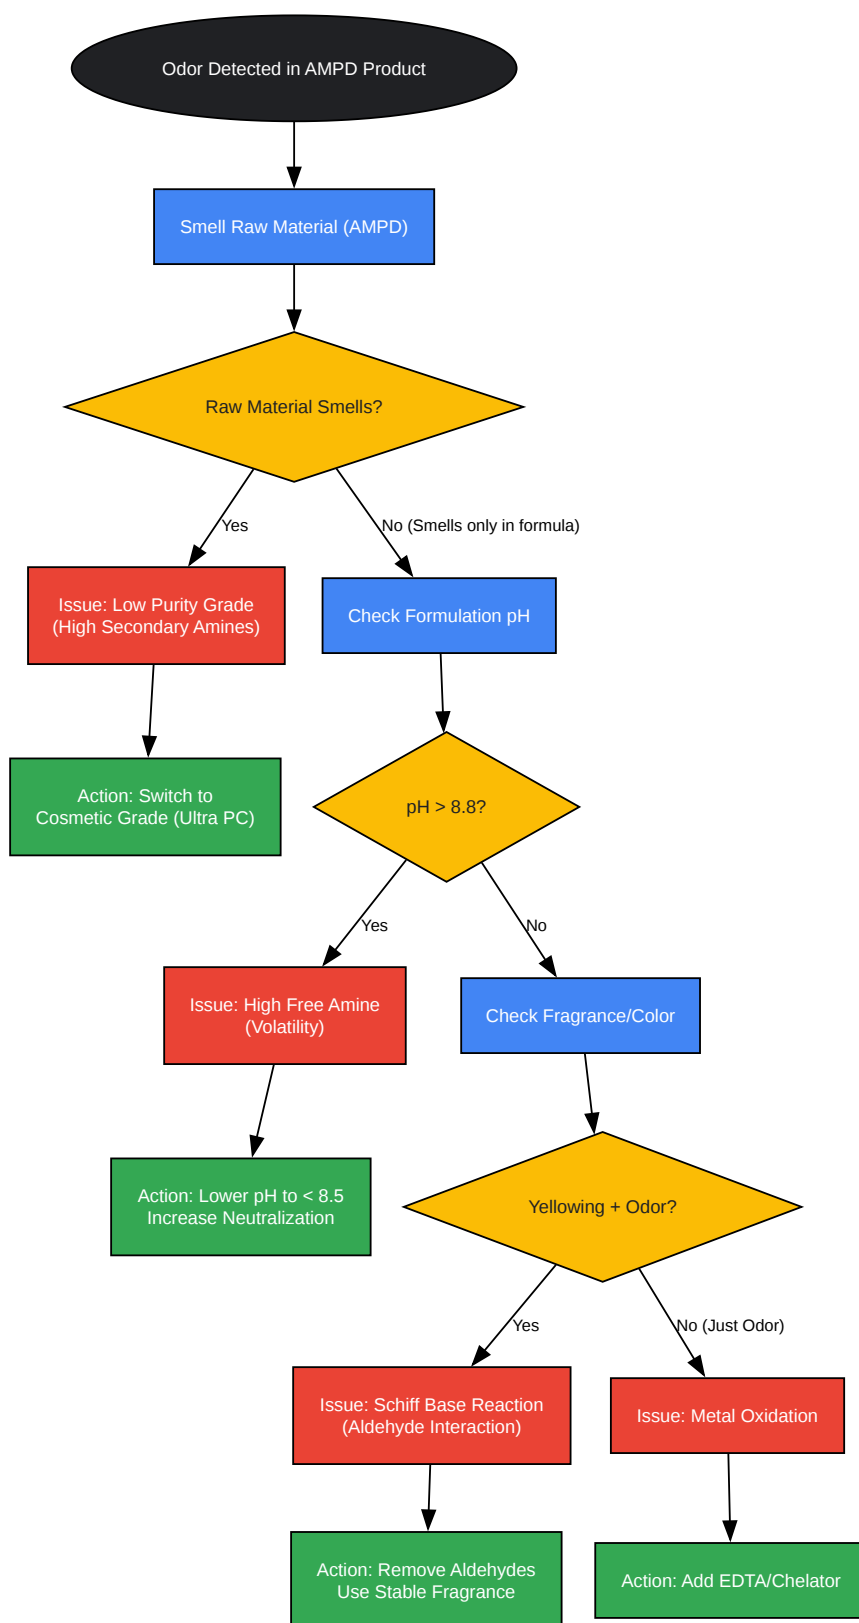 Odor Detected in AMPD Product
Smell Raw Material (AMPD)
Raw Material Smells?
Yes
No (Smells only in formula)
Issue: Low Purity Grade
(High Secondary Amines)
Check Formulation pH
Action: Switch to
Cosmetic Grade (Ultra PC)
pH > 8.8?
Yes
No
Issue: High Free Amine
(Volatility)
Check Fragrance/Color
Action: Lower pH to < 8.5
Increase Neutralization
Yellowing + Odor?
Yes
No (Just Odor)
Issue: Schiff Base Reaction
(Aldehyde Interaction)
Issue: Metal Oxidation
Action: Remove Aldehydes
Use Stable Fragrance
Action: Add EDTA/Chelator